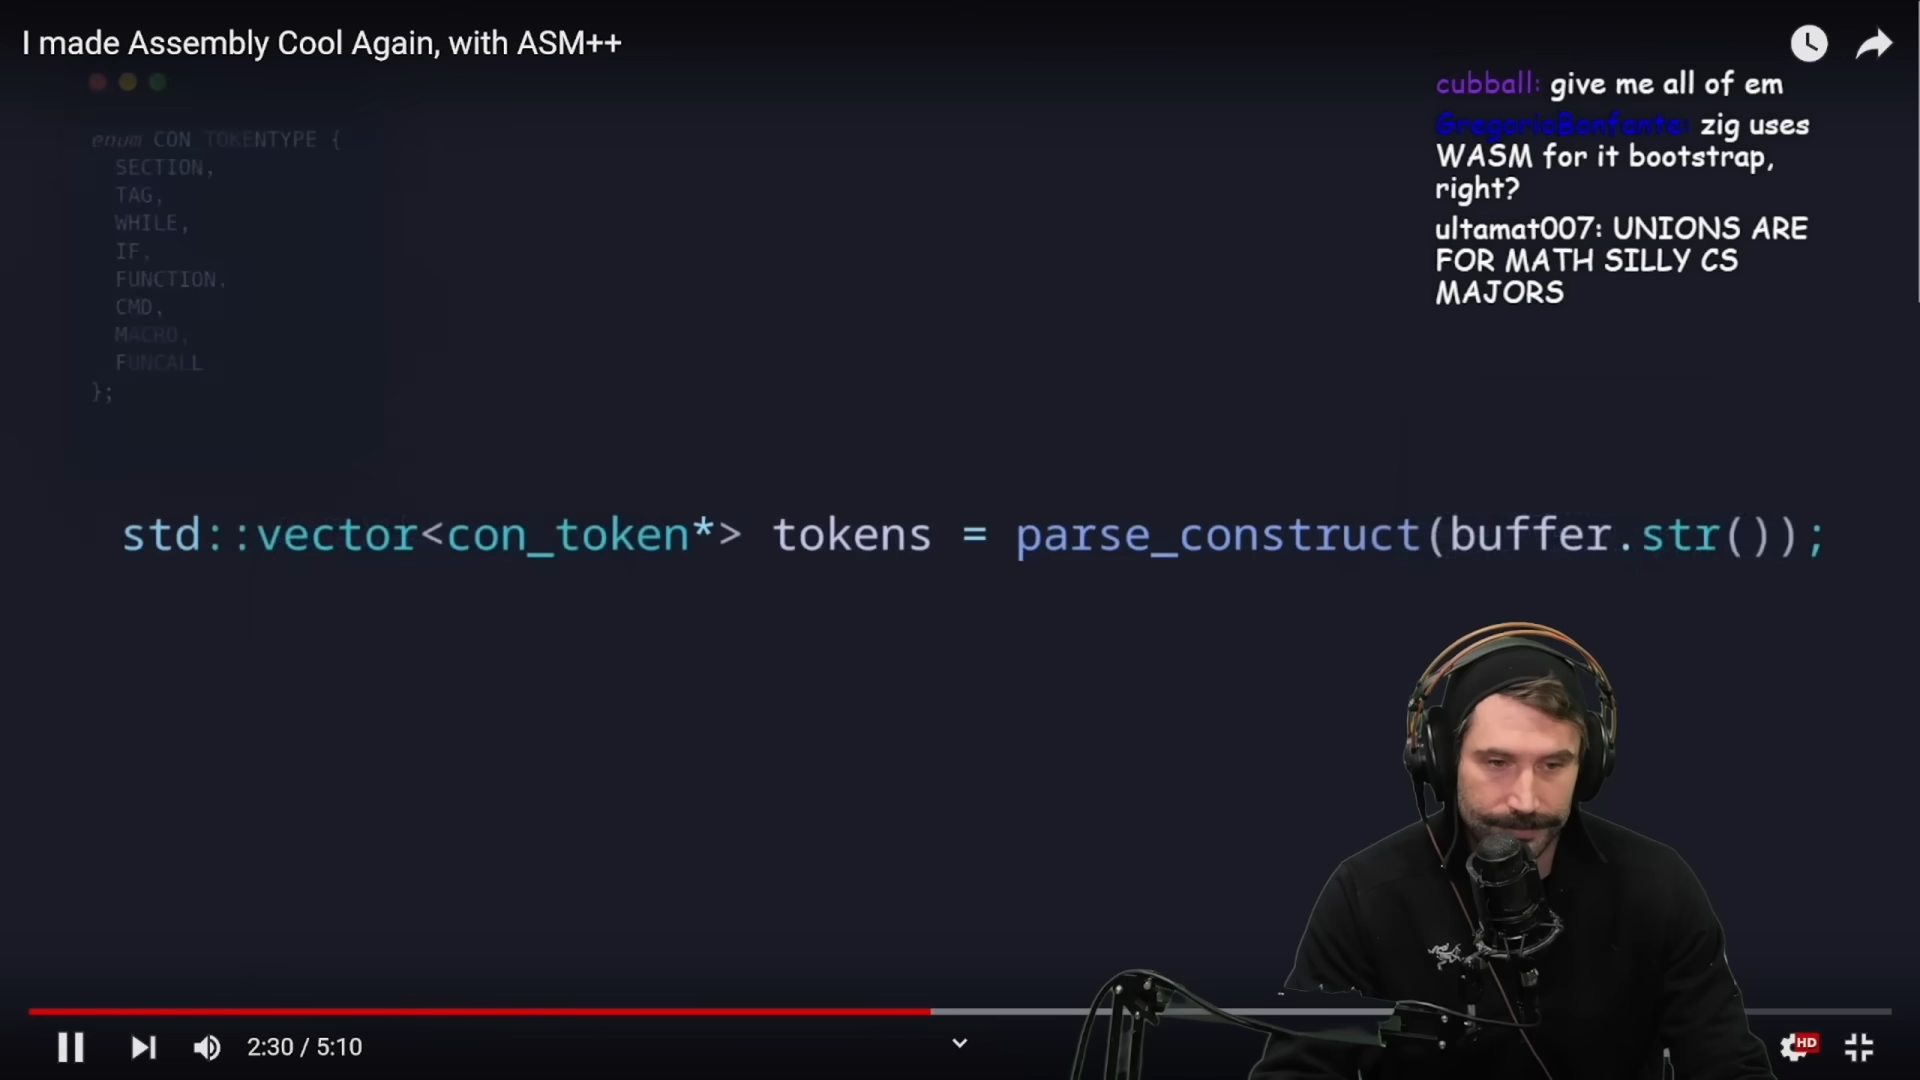 I made Assembly Cool Again, with ASM++
cubball: give me all of em
GregorioBonfante: zig uses
WASM for it bootstrap,
right?
ultamat007: UNIONS ARE
FOR MATH SILLY CS
MAJORS
enum CON_TOKENTYPE {
SECTION,
TAG,
WHILE,
IF,
FUNCTION,
CMD,
MACRO,
FUNCALL
};
std::vector<con_token*> tokens = parse_construct(buffer.str());
2:30 / 5:10
HD